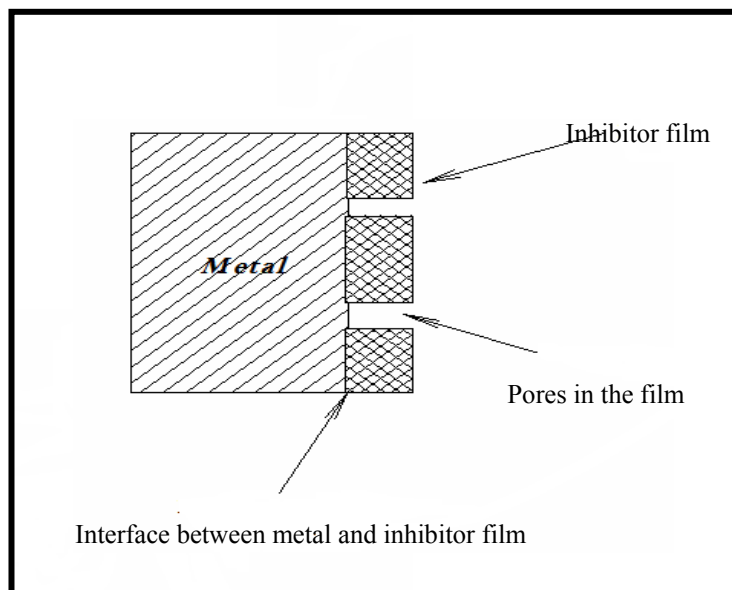 Inhibitor film
Metal
Pores in the film
Interface between metal and inhibitor film